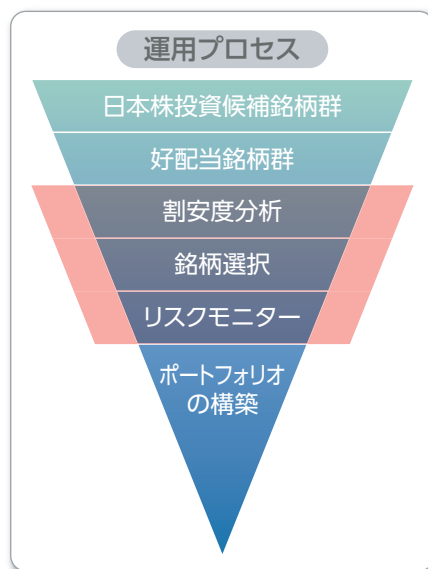 運用プロセス
日本株投資候補銘柄群
好配当銘柄群
割安度分析
銘柄選択
リスクモニター
ポートフォリオ
の構築